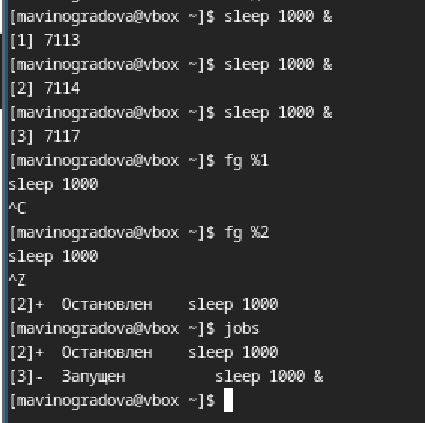 [mavinogradova@vbox ~]$ sleep 1000 &
[1] 7113
[mavinogradova@vbox ~]$ sleep 1000 &
[2] 7114
[mavinogradova@vbox ~]$ sleep 1000 &
[3] 7117
[mavinogradova@vbox ~]$ fg %1
sleep 1000
^C
[mavinogradova@vbox ~]$ fg %2
sleep 1000
^Z
[2]+  Остановлен    sleep 1000
[mavinogradova@vbox ~]$ jobs
[2]+  Остановлен    sleep 1000
[3]-  Запущен          sleep 1000 &
[mavinogradova@vbox ~]$